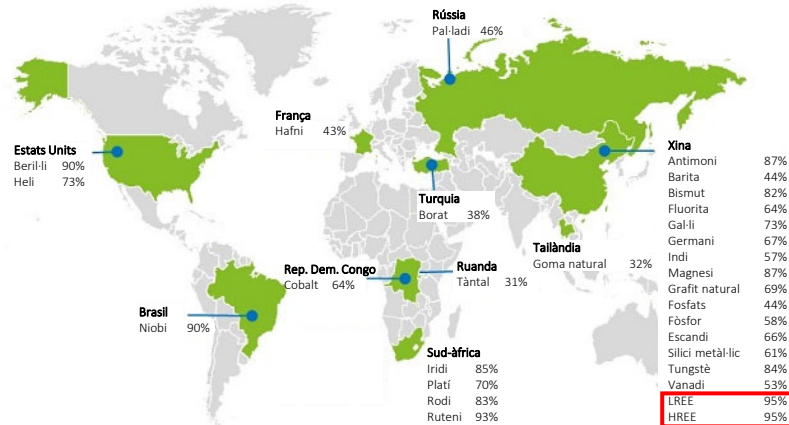 Rússia
Pal·ladi 46%
França
Hafni 43%
Estats Units
Beril·li 90%
Heli 73%
Turquia
Borat 38%
Tailàndia
Goma natural 32%
Rep. Dem. Congo
Cobalt 64%
Ruanda
Tàntal 31%
Brasil
Niobi 90%
Sud-àfrica
Iridi 85%
Platí 70%
Rodi 83%
Ruteni 93%
Xina
Antimoni 87%
Barita 44%
Bismut 82%
Fluorita 64%
Gal·li 73%
Germani 67%
Indi 57%
Magnesi 87%
Grafit natural 69%
Fosfats 44%
Fòsfor 58%
Escandi 66%
Silici metàl·lic 61%
Tungstè 84%
Vanadi 53%
LREE 95%
HREE 95%